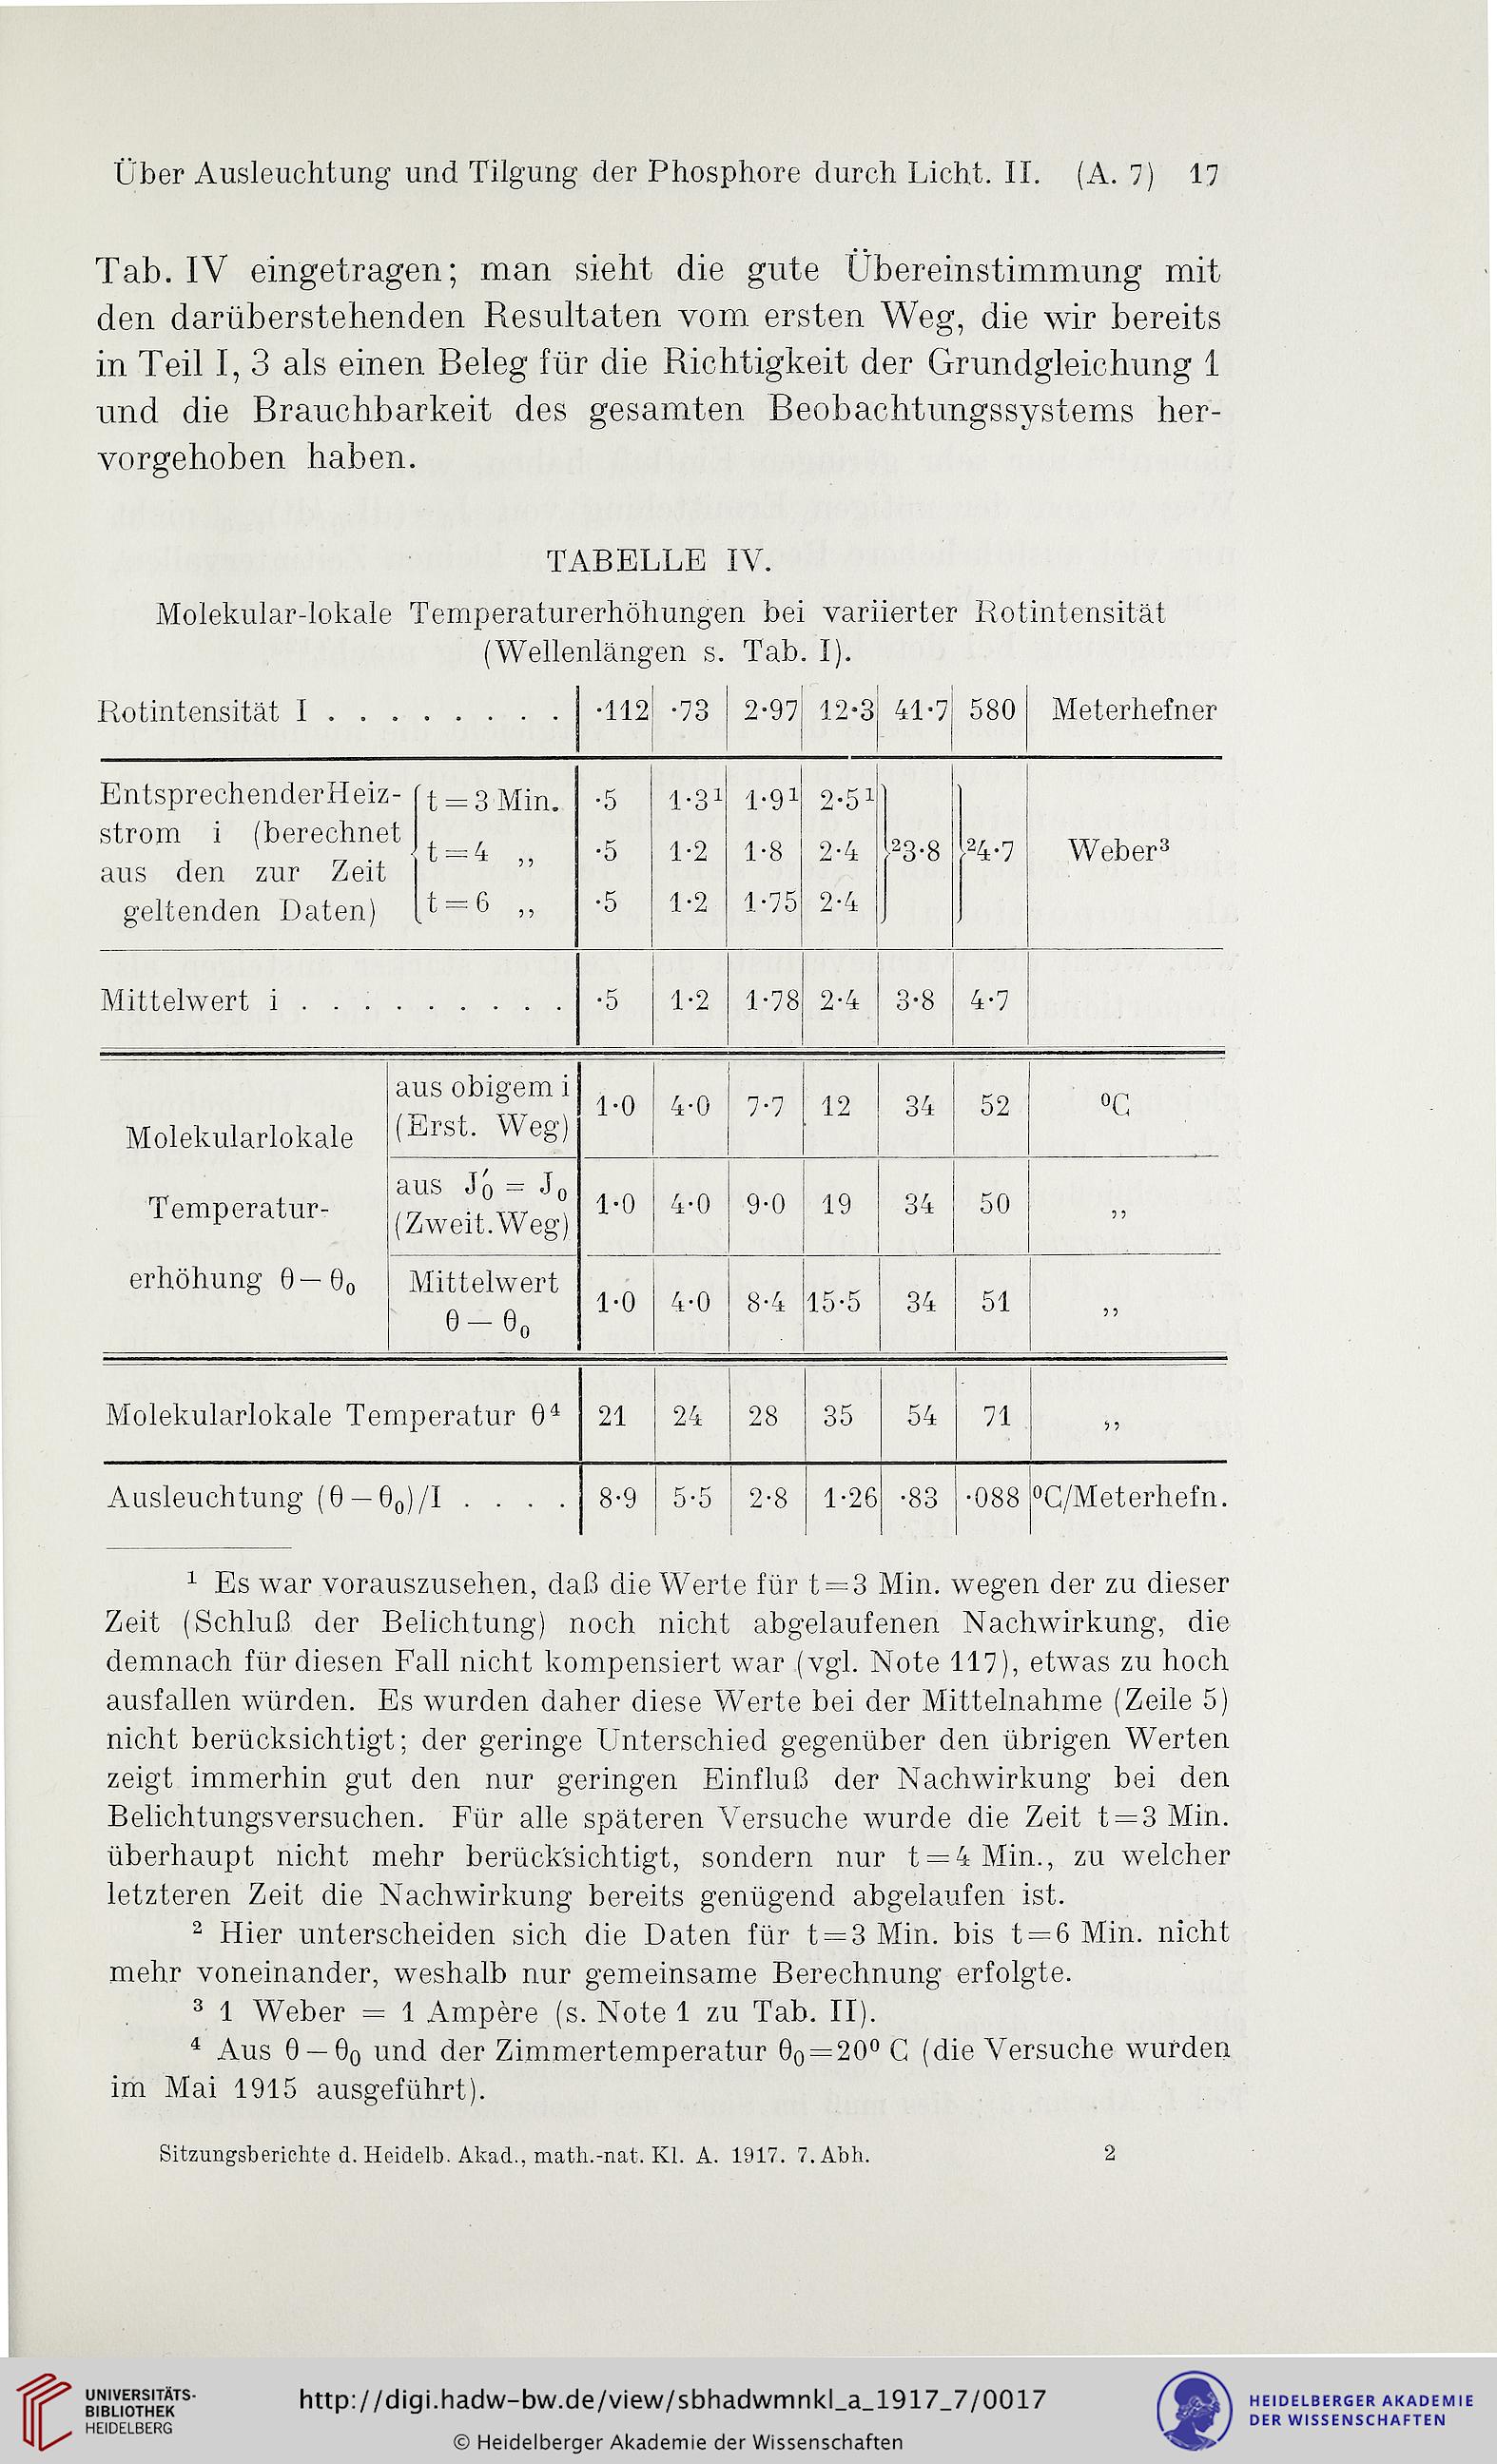 Über Ausleuchtung und Tilgung der Phosphore durch Licht. II. (A. 7) 17
Tab. IV eingetragen; man sieht die gute Übereinstimmung mit
den darüberstehenden Resultaten vom ersten Weg, die wir bereits
in Teil I, 3 als einen Beleg für die Richtigkeit der Grundgleichung 1
und die Brauchbarkeit des gesamten Beobachtungssystems her-
vorgehoben haben.
TABELLE IV.
Molekular-lokale Temperaturerhöhungen bei variierter Rotintensität
(Wellenlängen s. Tab. I).
Rotintensität I . . . . . . . . ·112 ·73 2·97 12·3 41·7 580 Meterhefner
EntsprechenderHeiz- t=3 Min. ·5 1·3¹ 1·9¹ 2·5¹
strom i (berechnet
aus den zur Zeit t=4 ,, ·5 1·2 1·8 2·4 ²3·8 ²4·7 Weber³
geltenden Daten) t=6 ,, ·5 1·2 1·75 2·4
Mittelwert i . . . . . . . . . ·5 1·2 1·78 2·4 3·8 4·7
Molekularlokale
Temperatur-
erhöhung θ—θ₀
aus obigem i
(Erst. Weg) 1·0 4·0 7·7 12 34 52 ⁰C
aus J₀′ = J₀
(Zweit.Weg) 1·0 4·0 9·0 19 34 50 ,,
Mittelwert
θ — θ₀ 1·0 4·0 8·4 15·5 34 51 ,,
Molekularlokale Temperatur θ⁴ 21 24 28 35 54 71 ,,
Ausleuchtung (θ—θ₀)/I . . . . 8·9 5·5 2·8 1·26 ·83 ·088 ⁰C/Meterhefn.
¹ Es war vorauszusehen, daß die Werte für t=3 Min. wegen der zu dieser
Zeit (Schluß der Belichtung) noch nicht abgelaufenen Nachwirkung, die
demnach für diesen Fall nicht kompensiert war (vgl. Note 117), etwas zu hoch
ausfallen würden. Es wurden daher diese Werte bei der Mittelnahme (Zeile 5)
nicht berücksichtigt; der geringe Unterschied gegenüber den übrigen Werten
zeigt immerhin gut den nur geringen Einfluß der Nachwirkung bei den
Belichtungsversuchen. Für alle späteren Versuche wurde die Zeit t=3 Min.
überhaupt nicht mehr berücksichtigt, sondern nur t=4 Min., zu welcher
letzteren Zeit die Nachwirkung bereits genügend abgelaufen ist.
² Hier unterscheiden sich die Daten für t=3 Min. bis t=6 Min. nicht
mehr voneinander, weshalb nur gemeinsame Berechnung erfolgte.
³ 1 Weber = 1 Ampère (s. Note 1 zu Tab. II).
⁴ Aus θ—θ₀ und der Zimmertemperatur θ₀=20⁰ C (die Versuche wurden
im Mai 1915 ausgeführt).
Sitzungsberichte d. Heidelb. Akad., math.-nat. Kl. A. 1917. 7. Abh. 2
UNIVERSITÄTS-
BIBLIOTHEK
HEIDELBERG
http://digi.hadw-bw.de/view/sbhadwmnkl_a_1917_7/0017
© Heidelberger Akademie der Wissenschaften
HEIDELBERGER AKADEMIE
DER WISSENSCHAFTEN